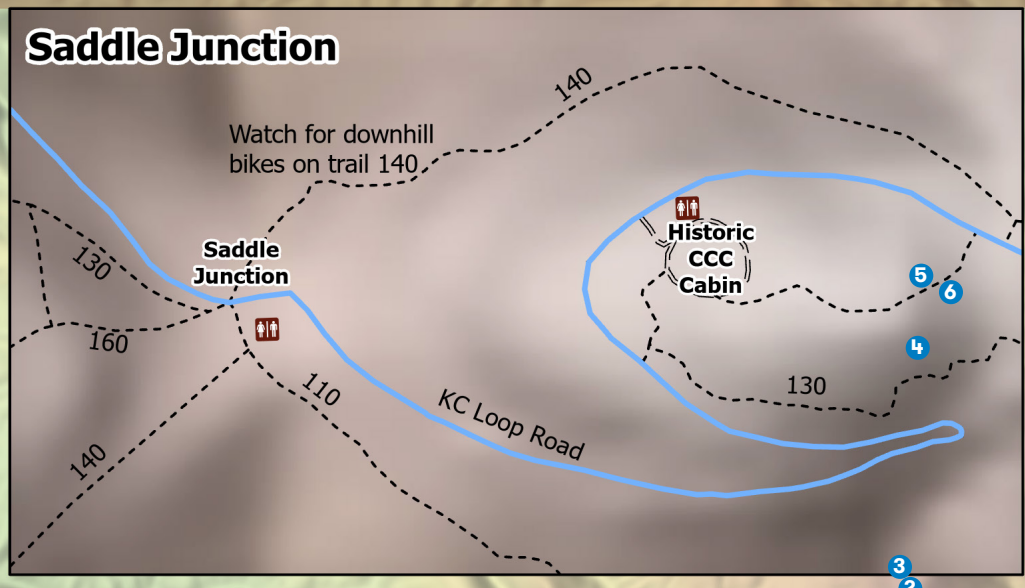 Saddle Junction
140
Watch for downhill
bikes on trail 140
Saddle
Junction
130
160
110
140
KC Loop Road
Historic
CCC
Cabin
5
6
4
130
3
2